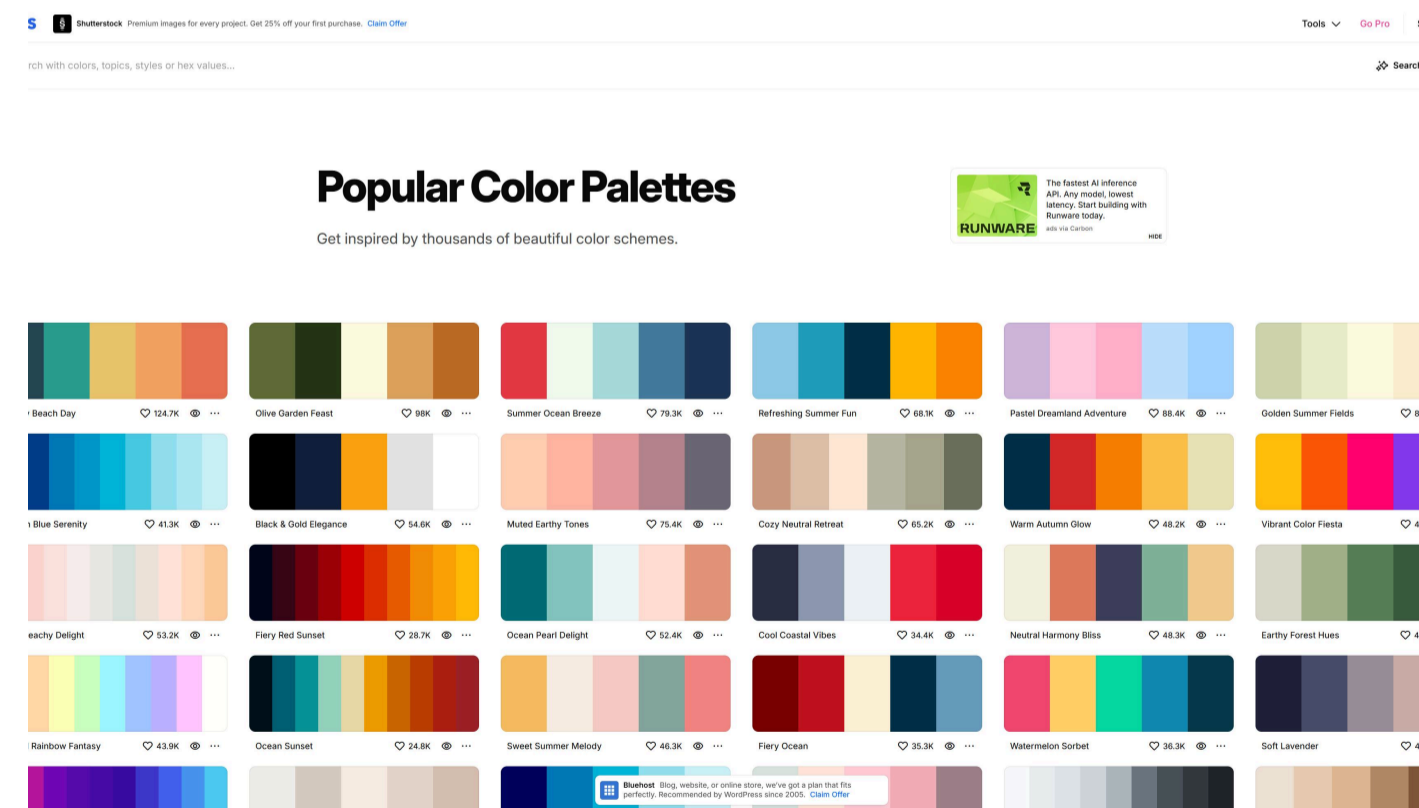 S
Shutterstock Premium images for every project. Get 25% off your first purchase. Claim Offer
Tools
Go Pro
rch with colors, topics, styles or hex values...
Search
Popular Color Palettes
Get inspired by thousands of beautiful color schemes.
RUNWARE
The fastest AI inference
API. Any model, lowest
latency. Start building with
Runware today.
ads via Carbon
HIDE
Beach Day 124.7K
Olive Garden Feast 98K
Summer Ocean Breeze 79.3K
Refreshing Summer Fun 68.1K
Pastel Dreamland Adventure 88.4K
Golden Summer Fields 8
Blue Serenity 41.3K
Black & Gold Elegance 54.6K
Muted Earthy Tones 75.4K
Cozy Neutral Retreat 65.2K
Warm Autumn Glow 48.2K
Vibrant Color Fiesta 4
eachy Delight 53.2K
Fiery Red Sunset 28.7K
Ocean Pearl Delight 52.4K
Cool Coastal Vibes 34.4K
Neutral Harmony Bliss 48.3K
Earthy Forest Hues 4
Rainbow Fantasy 43.9K
Ocean Sunset 24.8K
Sweet Summer Melody 46.3K
Fiery Ocean 35.3K
Watermelon Sorbet 36.3K
Soft Lavender 4
Bluehost Blog, website, or online store, we've got a plan that fits
perfectly. Recommended by WordPress since 2005. Claim Offer